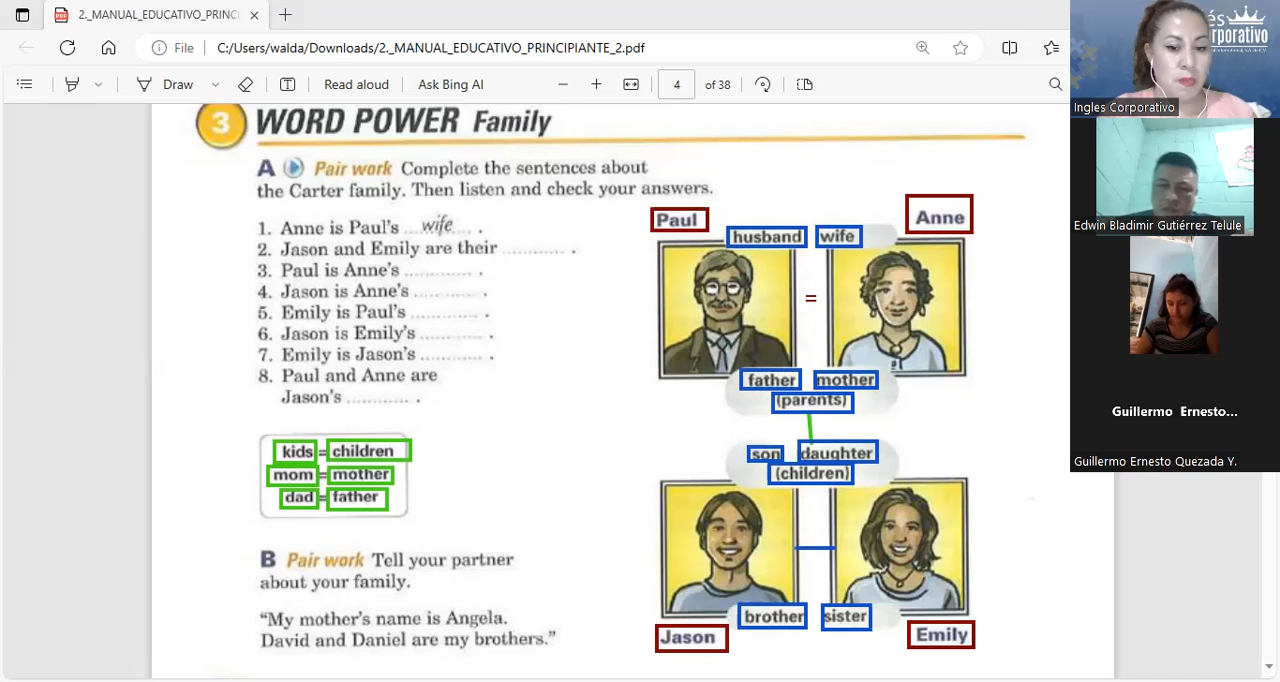 2._MANUAL_EDUCATIVO_PRINCI
File
C:/Users/walda/Downloads/2._MANUAL_EDUCATIVO_PRINCIPIANTE_2.pdf
Draw
Read aloud
Ask Bing AI
4
of 38
3 WORD POWER Family
A Pair work Complete the sentences about
the Carter family. Then listen and check your answers.
1. Anne is Paul's ...wife... .
2. Jason and Emily are their ............ .
3. Paul is Anne's ............ .
4. Jason is Anne's ............ .
5. Emily is Paul's ............ .
6. Jason is Emily's ............ .
7. Emily is Jason's ............ .
8. Paul and Anne are
Jason's ............ .
kids = children
mom = mother
dad = father
B Pair work Tell your partner
about your family.
"My mother's name is Angela.
David and Daniel are my brothers."
Paul
Anne
husband wife
=
father mother
(parents)
son daughter
(children)
brother sister
Jason
Emily
és
rporativo
Ingles Corporativo
Edwin Bladimir Gutiérrez Telule
Guillermo Ernesto...
Guillermo Ernesto Quezada Y.